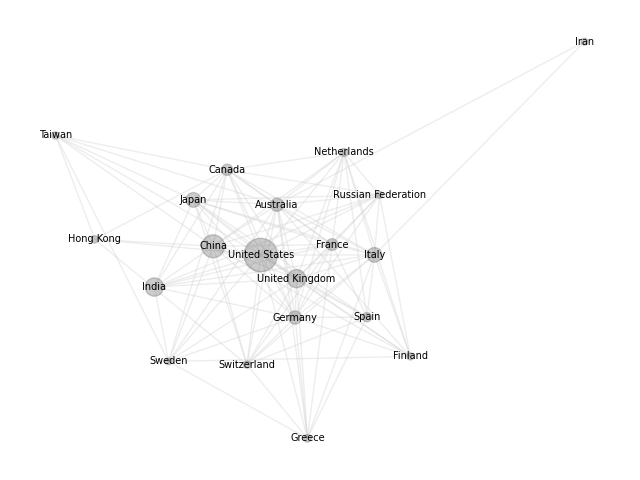 Iran
Taiwan
Netherlands
Canada
Russian Federation
Japan
Australia
Hong Kong
China
France
United States
Italy
United Kingdom
India
Germany
Spain
Finland
Sweden
Switzerland
Greece